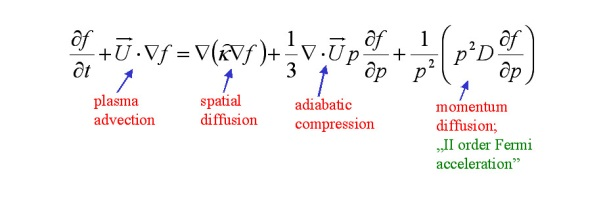 ∂f/∂t + U⃗ · ∇f = ∇(κ̂∇f) + 1/3 ∇ · U⃗ p ∂f/∂p + 1/p² (p²D ∂f/∂p)
plasma advection
spatial diffusion
adiabatic compression
momentum diffusion;
„II order Fermi acceleration”